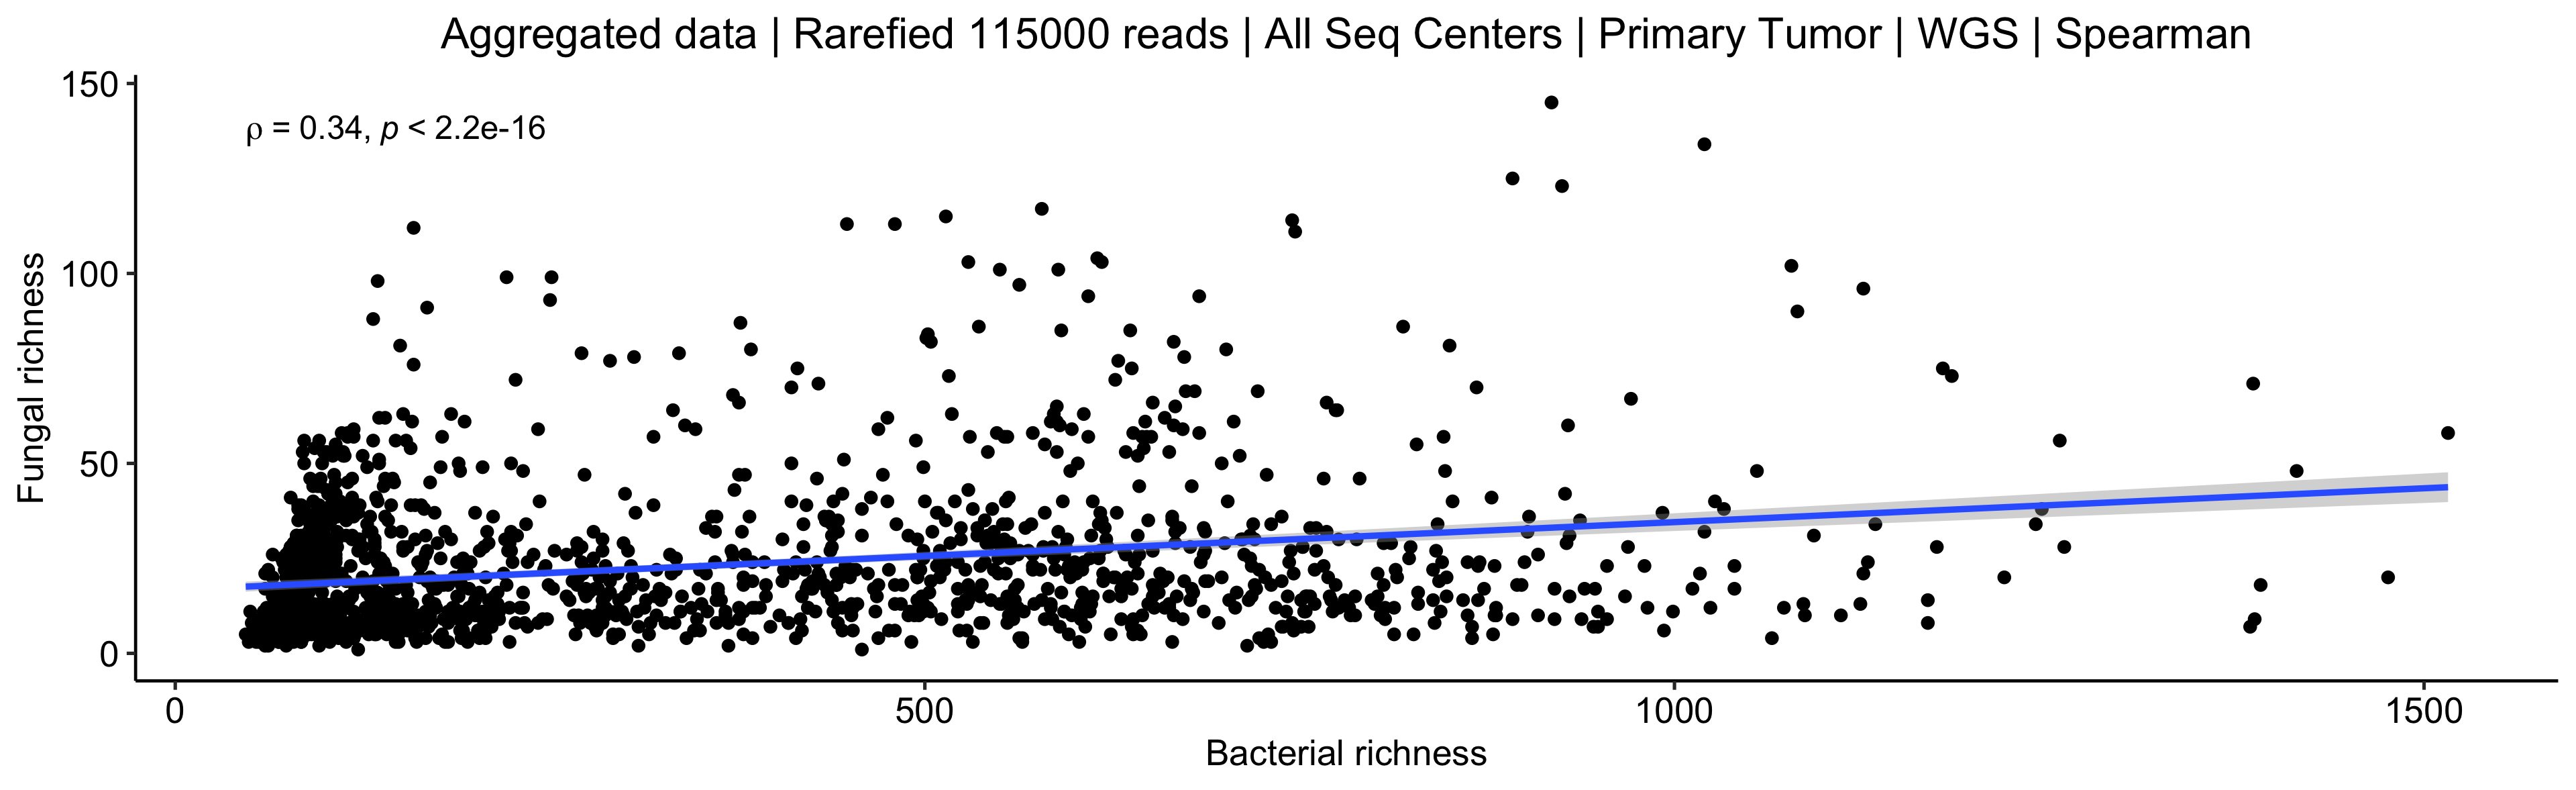 Aggregated data | Rarefied 115000 reads | All Seq Centers | Primary Tumor | WGS | Spearman
150
ρ = 0.34, p < 2.2e-16
100
50
0
Fungal richness
0 500 1000 1500
Bacterial richness